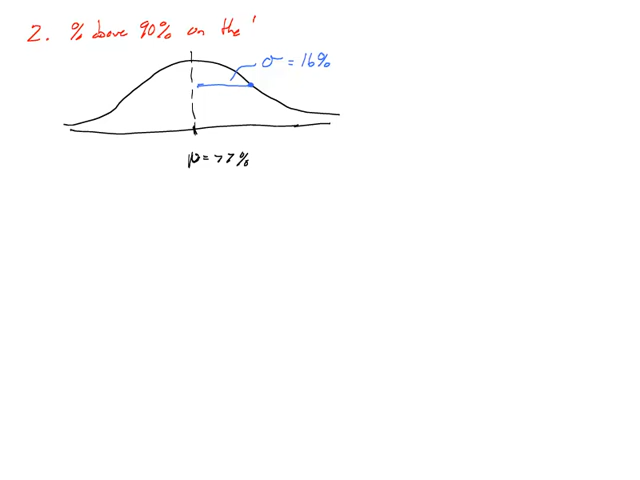 2. % above 90% on the '
σ = 16%
μ = 77%